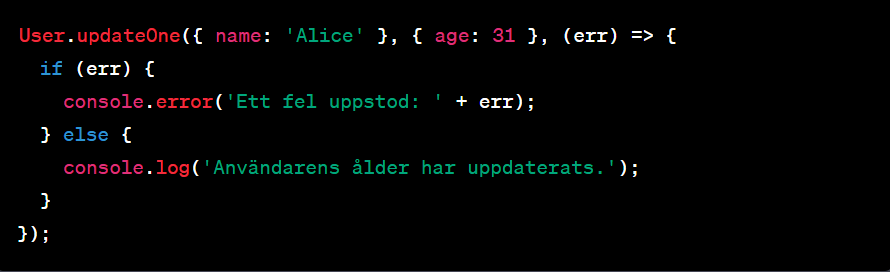 User.updateOne({ name: 'Alice' }, { age: 31 }, (err) => {
  if (err) {
    console.error('Ett fel uppstod: ' + err);
  } else {
    console.log('Användarens ålder har uppdaterats.');
  }
});